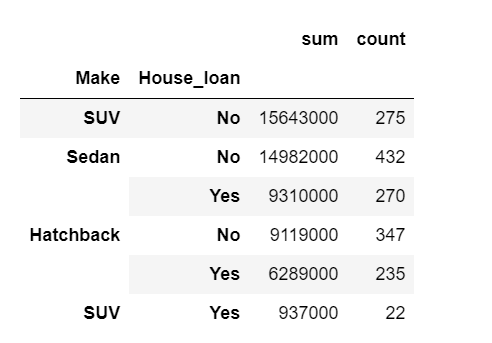 sum count
Make House_loan
SUV No 15643000 275
Sedan No 14982000 432
Yes 9310000 270
Hatchback No 9119000 347
Yes 6289000 235
SUV Yes 937000 22